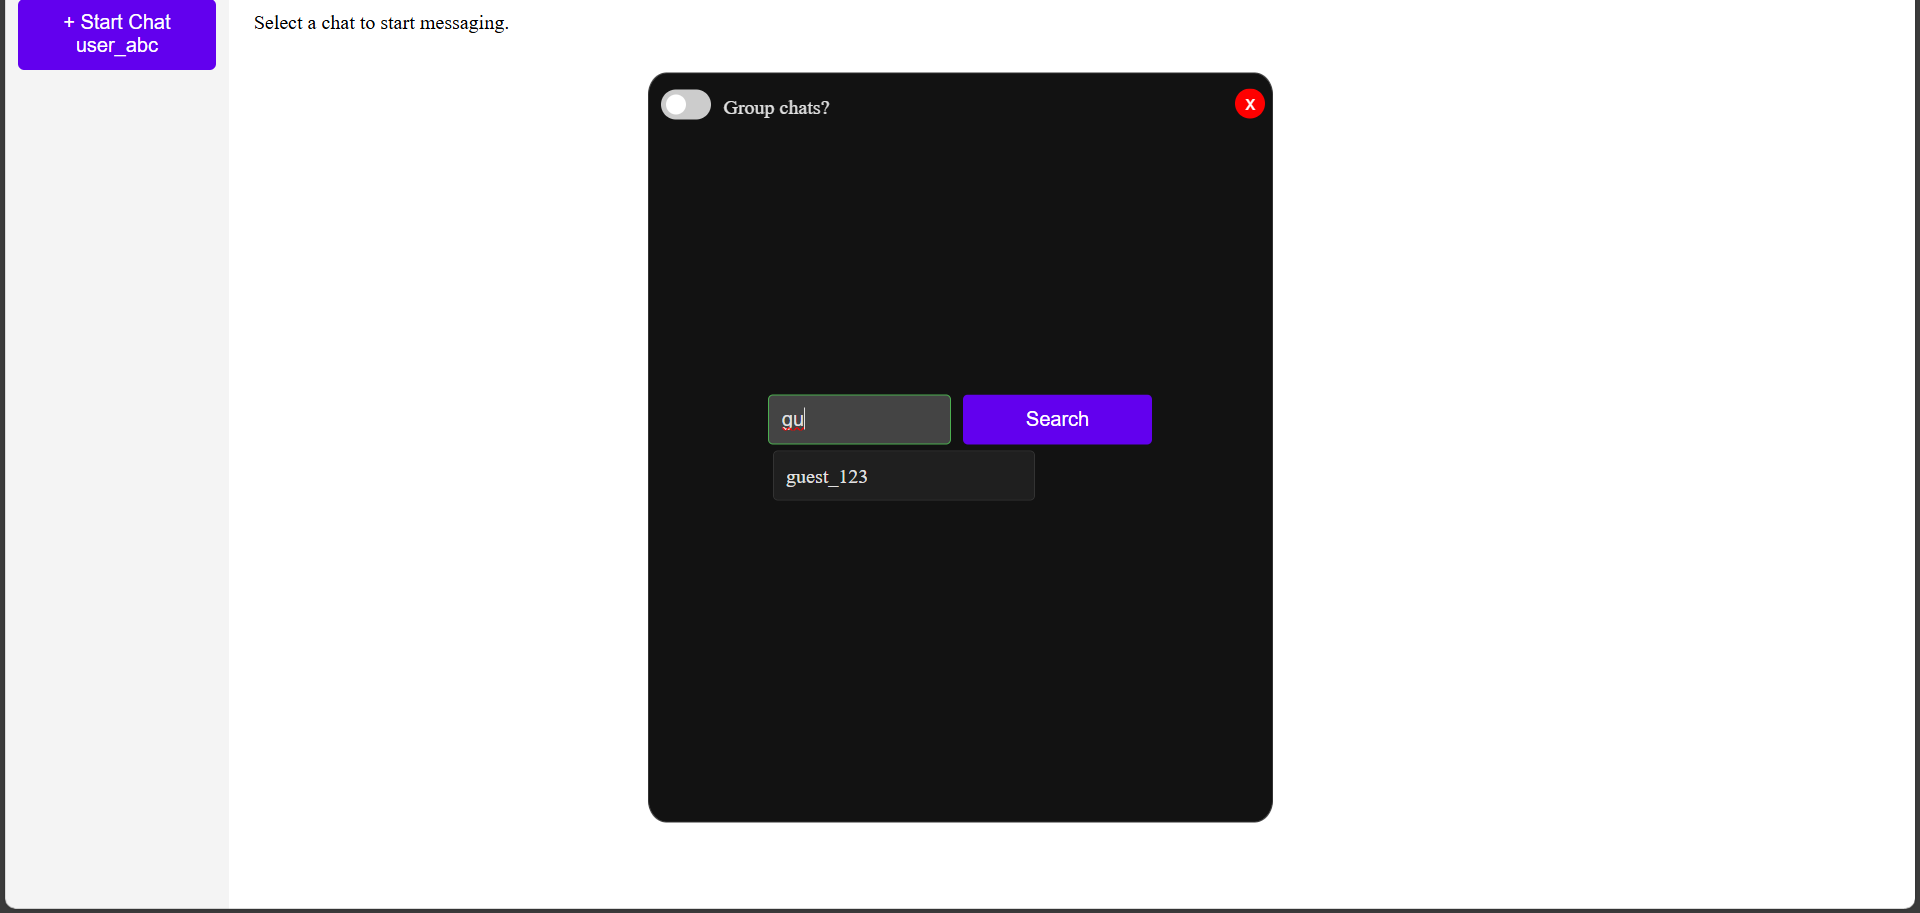 + Start Chat
user_abc
Select a chat to start messaging.
Group chats?
X
gu
Search
guest_123